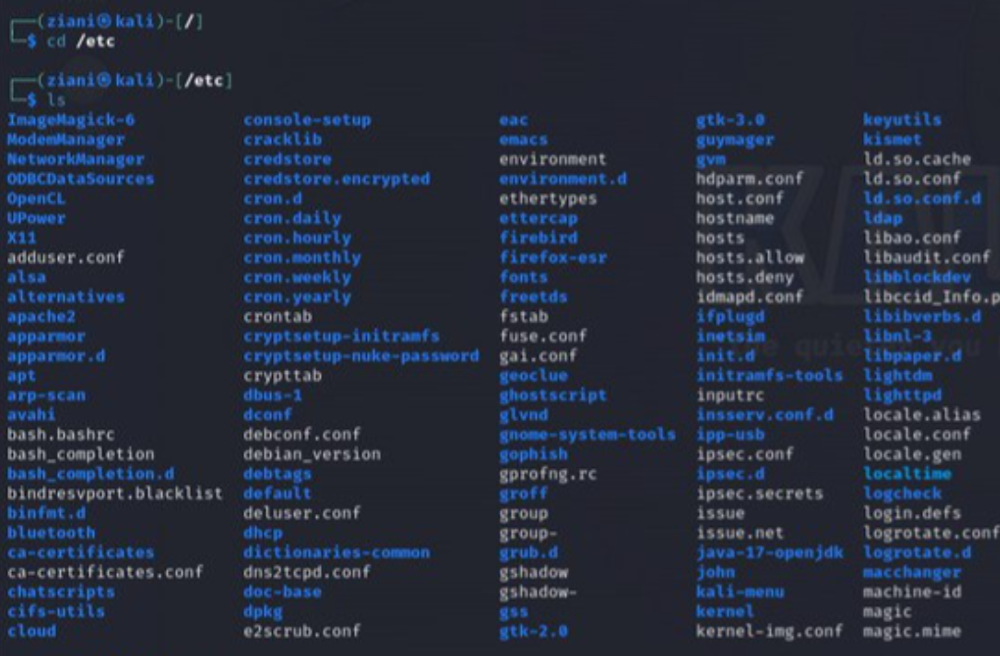 ┌──(ziani㉿kali)-[/]
└─$ cd /etc
┌──(ziani㉿kali)-[/etc]
└─$ ls
ImageMagick-6 console-setup eac gtk-3.0 keyutils
ModemManager cracklib emacs guymager kismet
NetworkManager credstore environment gvm ld.so.cache
ODBCDataSources credstore.encrypted environment.d hdparm.conf ld.so.conf
OpenCL cron.d ethertypes host.conf ld.so.conf.d
UPower cron.daily ettercap hostname ldap
X11 cron.hourly firebird hosts libao.conf
adduser.conf cron.monthly firefox-esr hosts.allow libaudit.conf
alsa cron.weekly fonts hosts.deny libblockdev
alternatives cron.yearly freetds idmapd.conf libccid_Info.p
apache2 crontab fstab ifplugd libibverbs.d
apparmor cryptsetup-initramfs fuse.conf inetsim libnl-3
apparmor.d cryptsetup-nuke-password gai.conf init.d libpaper.d
apt crypttab geoclue initramfs-tools lightdm
arp-scan dbus-1 ghostscript inputrc lighttpd
avahi dconf glvnd insserv.conf.d locale.alias
bash.bashrc debconf.conf gnome-system-tools ipp-usb locale.conf
bash_completion debian_version gophish ipsec.conf locale.gen
bash_completion.d debtags gprofng.rc ipsec.d localtime
bindresvport.blacklist default groff ipsec.secrets logcheck
binfmt.d deluser.conf group issue login.defs
bluetooth dhcp group- issue.net logrotate.conf
ca-certificates dictionaries-common grub.d java-17-openjdk logrotate.d
ca-certificates.conf dns2tcpd.conf gshadow john macchanger
chatscripts doc-base gshadow- kali-menu machine-id
cifs-utils dpkg gss kernel magic
cloud e2scrub.conf gtk-2.0 kernel-img.conf magic.mime